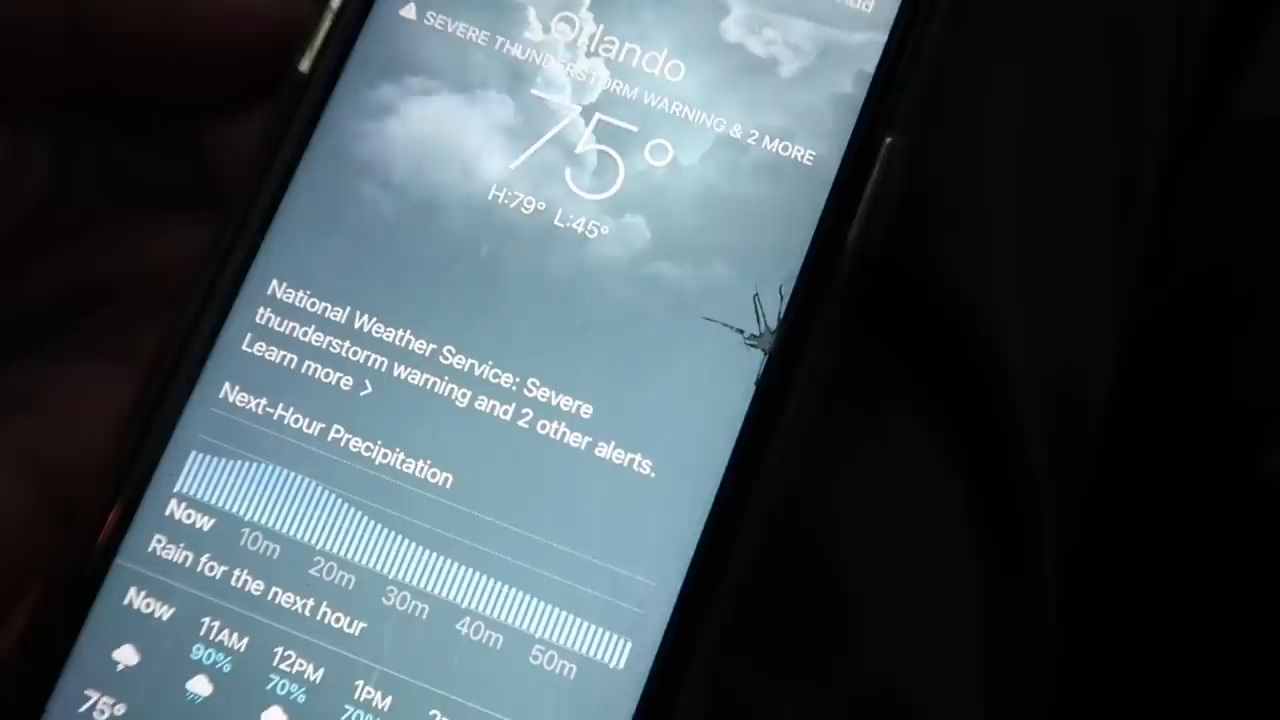 Orlando
SEVERE THUNDERSTORM WARNING & 2 MORE
75°
H:79° L:45°
National Weather Service: Severe
thunderstorm warning and 2 other alerts.
Learn more >
Next-Hour Precipitation
Now 10m 20m 30m 40m 50m
Rain for the next hour
Now 11AM 12PM 1PM
90% 70% 70%
75°